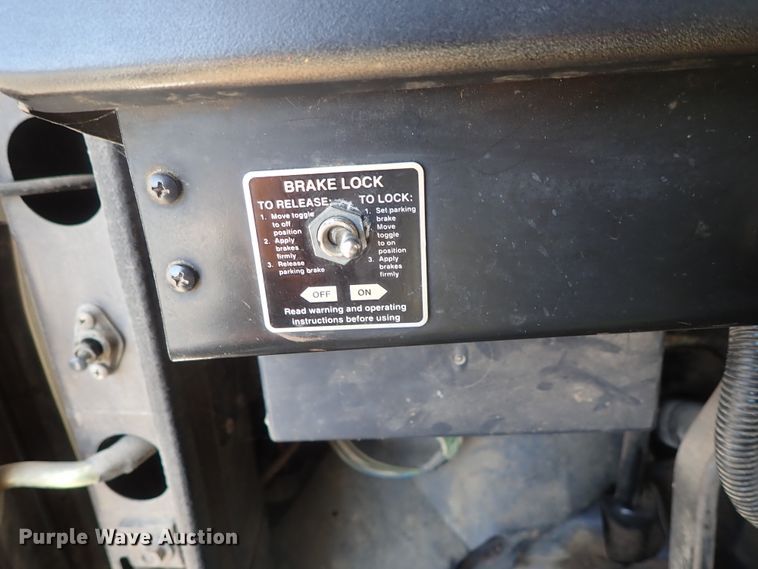 BRAKE LOCK
TO RELEASE: TO LOCK:
1. Move toggle
to off
position
2. Apply
brakes
firmly
3. Release
parking brake
1. Set parking
brake
Move
toggle
to on
position
3. Apply
brakes
firmly
OFF ON
Read warning and operating
instructions before using
Purple Wave Auction